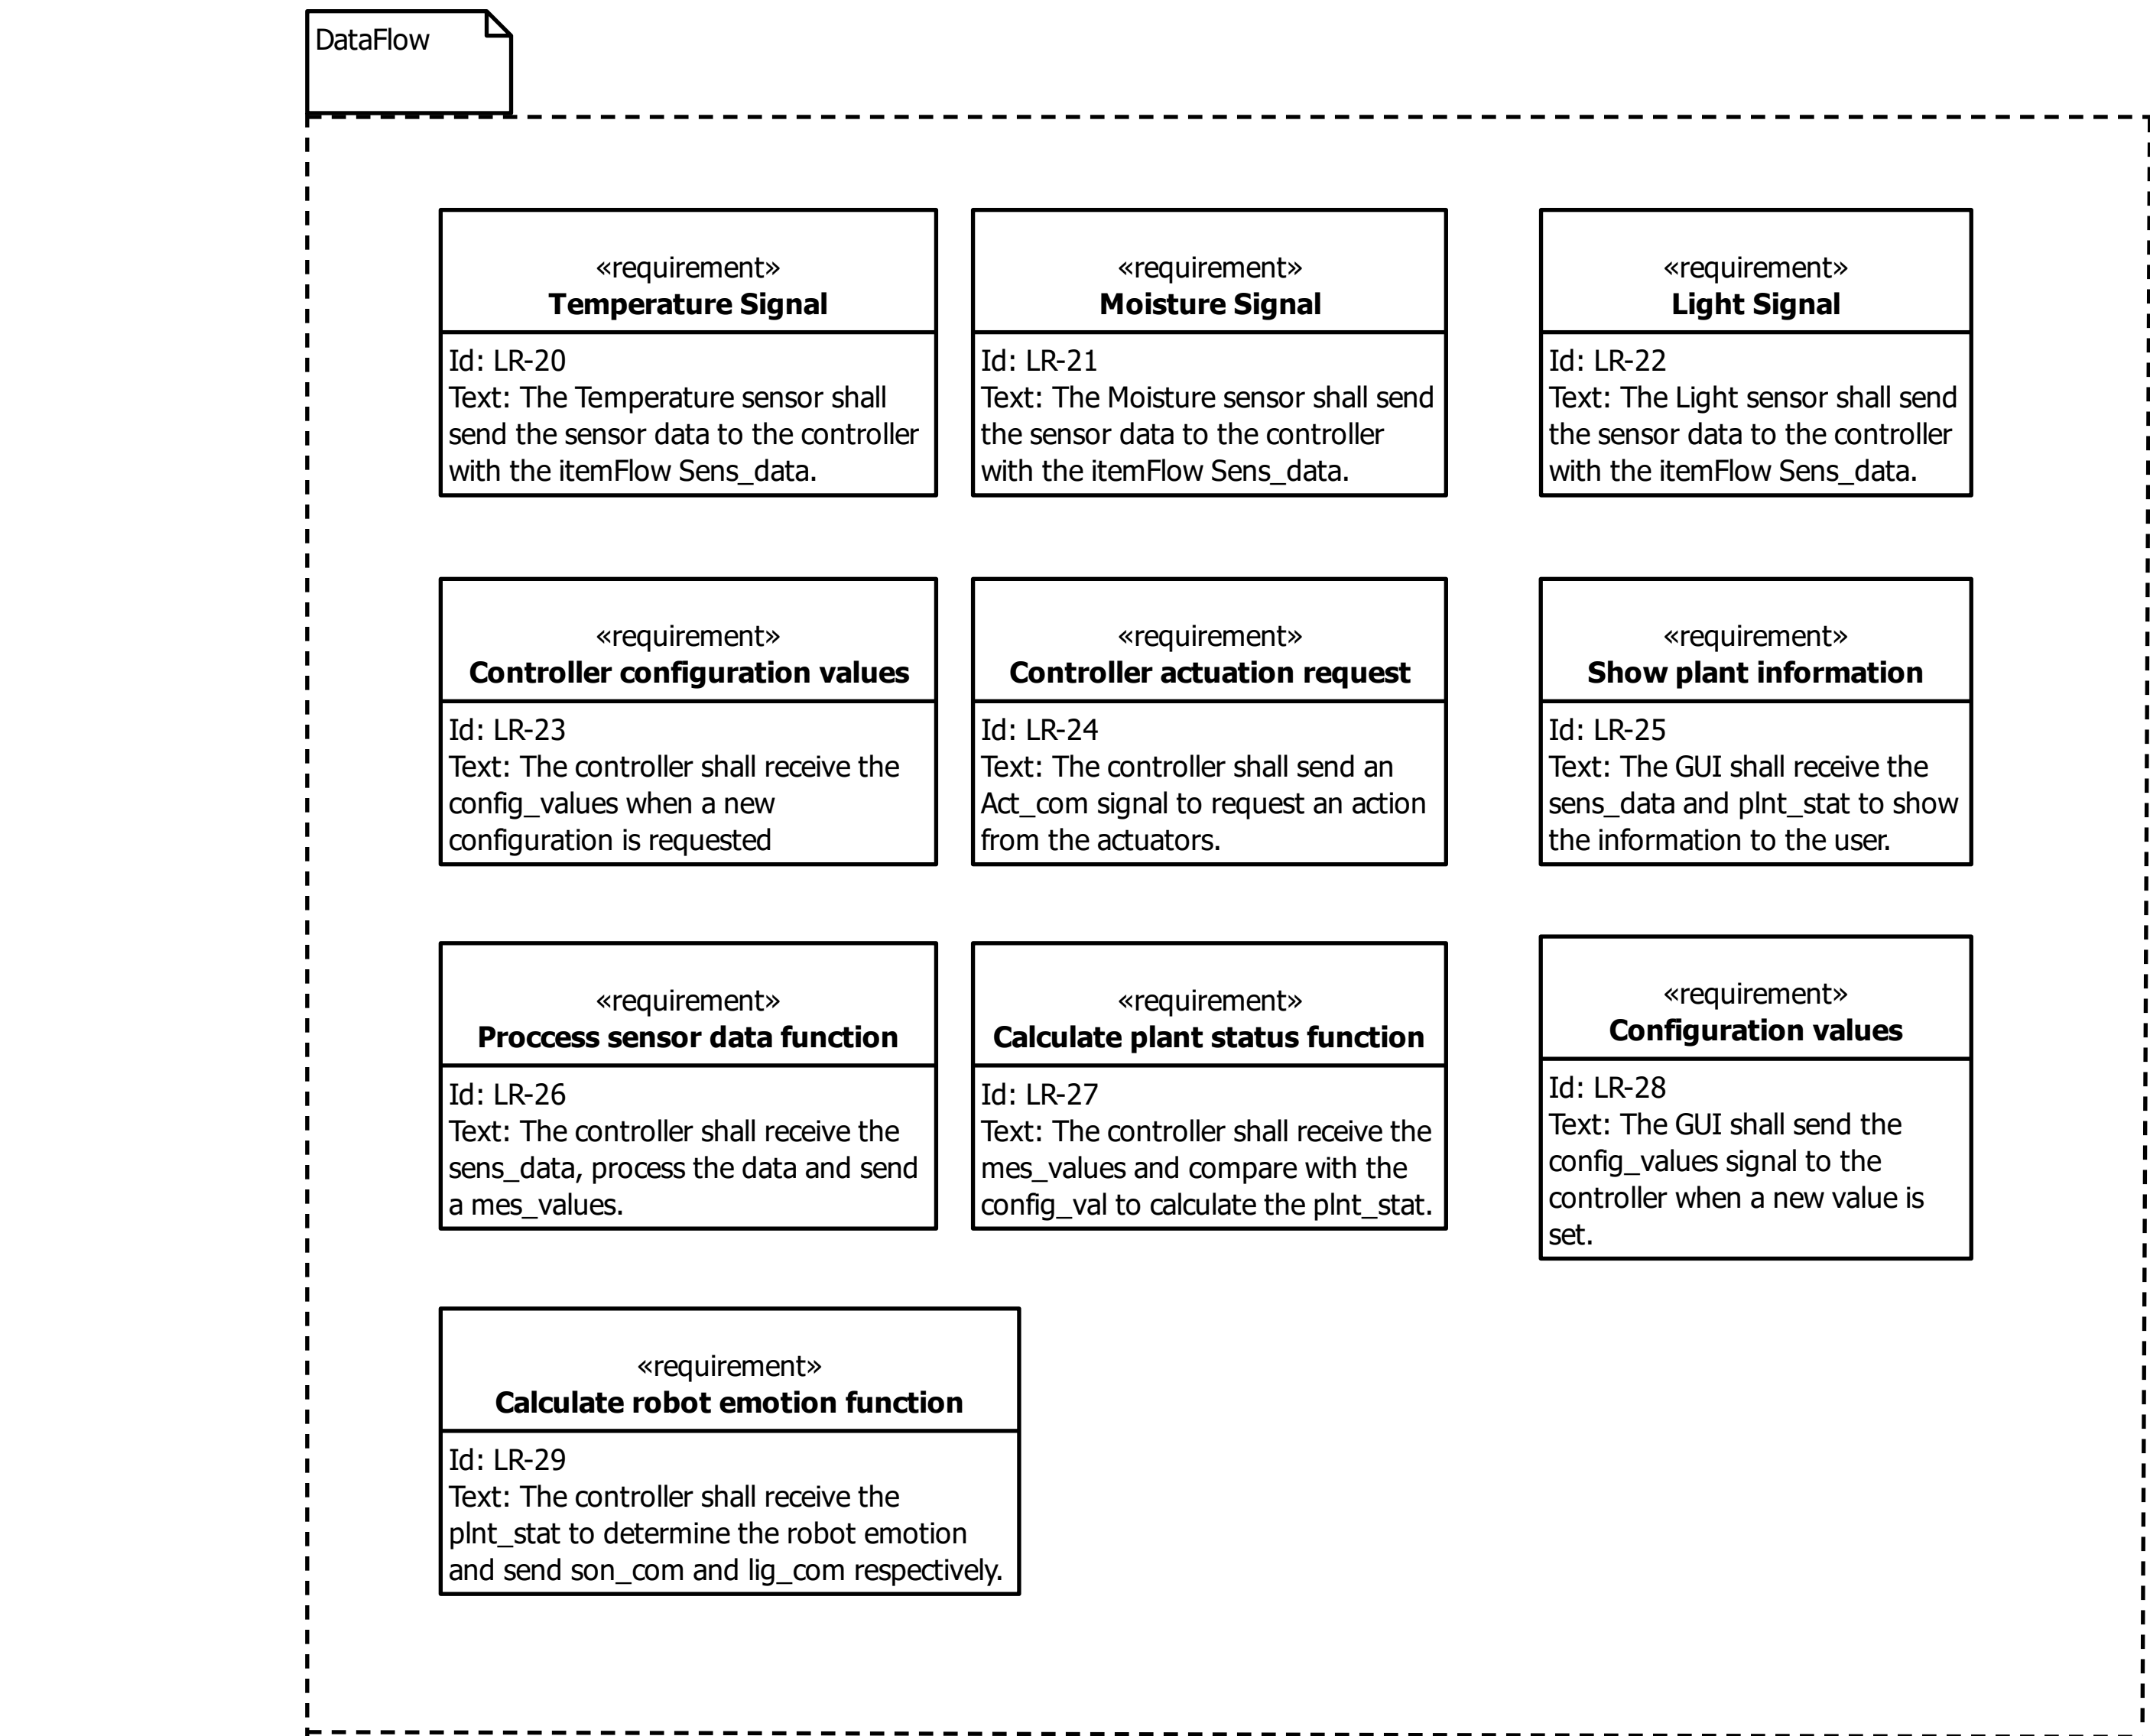 DataFlow
«requirement»
Temperature Signal
Id: LR-20
Text: The Temperature sensor shall
send the sensor data to the controller
with the itemFlow Sens_data.
«requirement»
Moisture Signal
Id: LR-21
Text: The Moisture sensor shall send
the sensor data to the controller
with the itemFlow Sens_data.
«requirement»
Light Signal
Id: LR-22
Text: The Light sensor shall send
the sensor data to the controller
with the itemFlow Sens_data.
«requirement»
Controller configuration values
Id: LR-23
Text: The controller shall receive the
config_values when a new
configuration is requested
«requirement»
Controller actuation request
Id: LR-24
Text: The controller shall send an
Act_com signal to request an action
from the actuators.
«requirement»
Show plant information
Id: LR-25
Text: The GUI shall receive the
sens_data and plnt_stat to show
the information to the user.
«requirement»
Proccess sensor data function
Id: LR-26
Text: The controller shall receive the
sens_data, process the data and send
a mes_values.
«requirement»
Calculate plant status function
Id: LR-27
Text: The controller shall receive the
mes_values and compare with the
config_val to calculate the plnt_stat.
«requirement»
Configuration values
Id: LR-28
Text: The GUI shall send the
config_values signal to the
controller when a new value is
set.
«requirement»
Calculate robot emotion function
Id: LR-29
Text: The controller shall receive the
plnt_stat to determine the robot emotion
and send son_com and lig_com respectively.